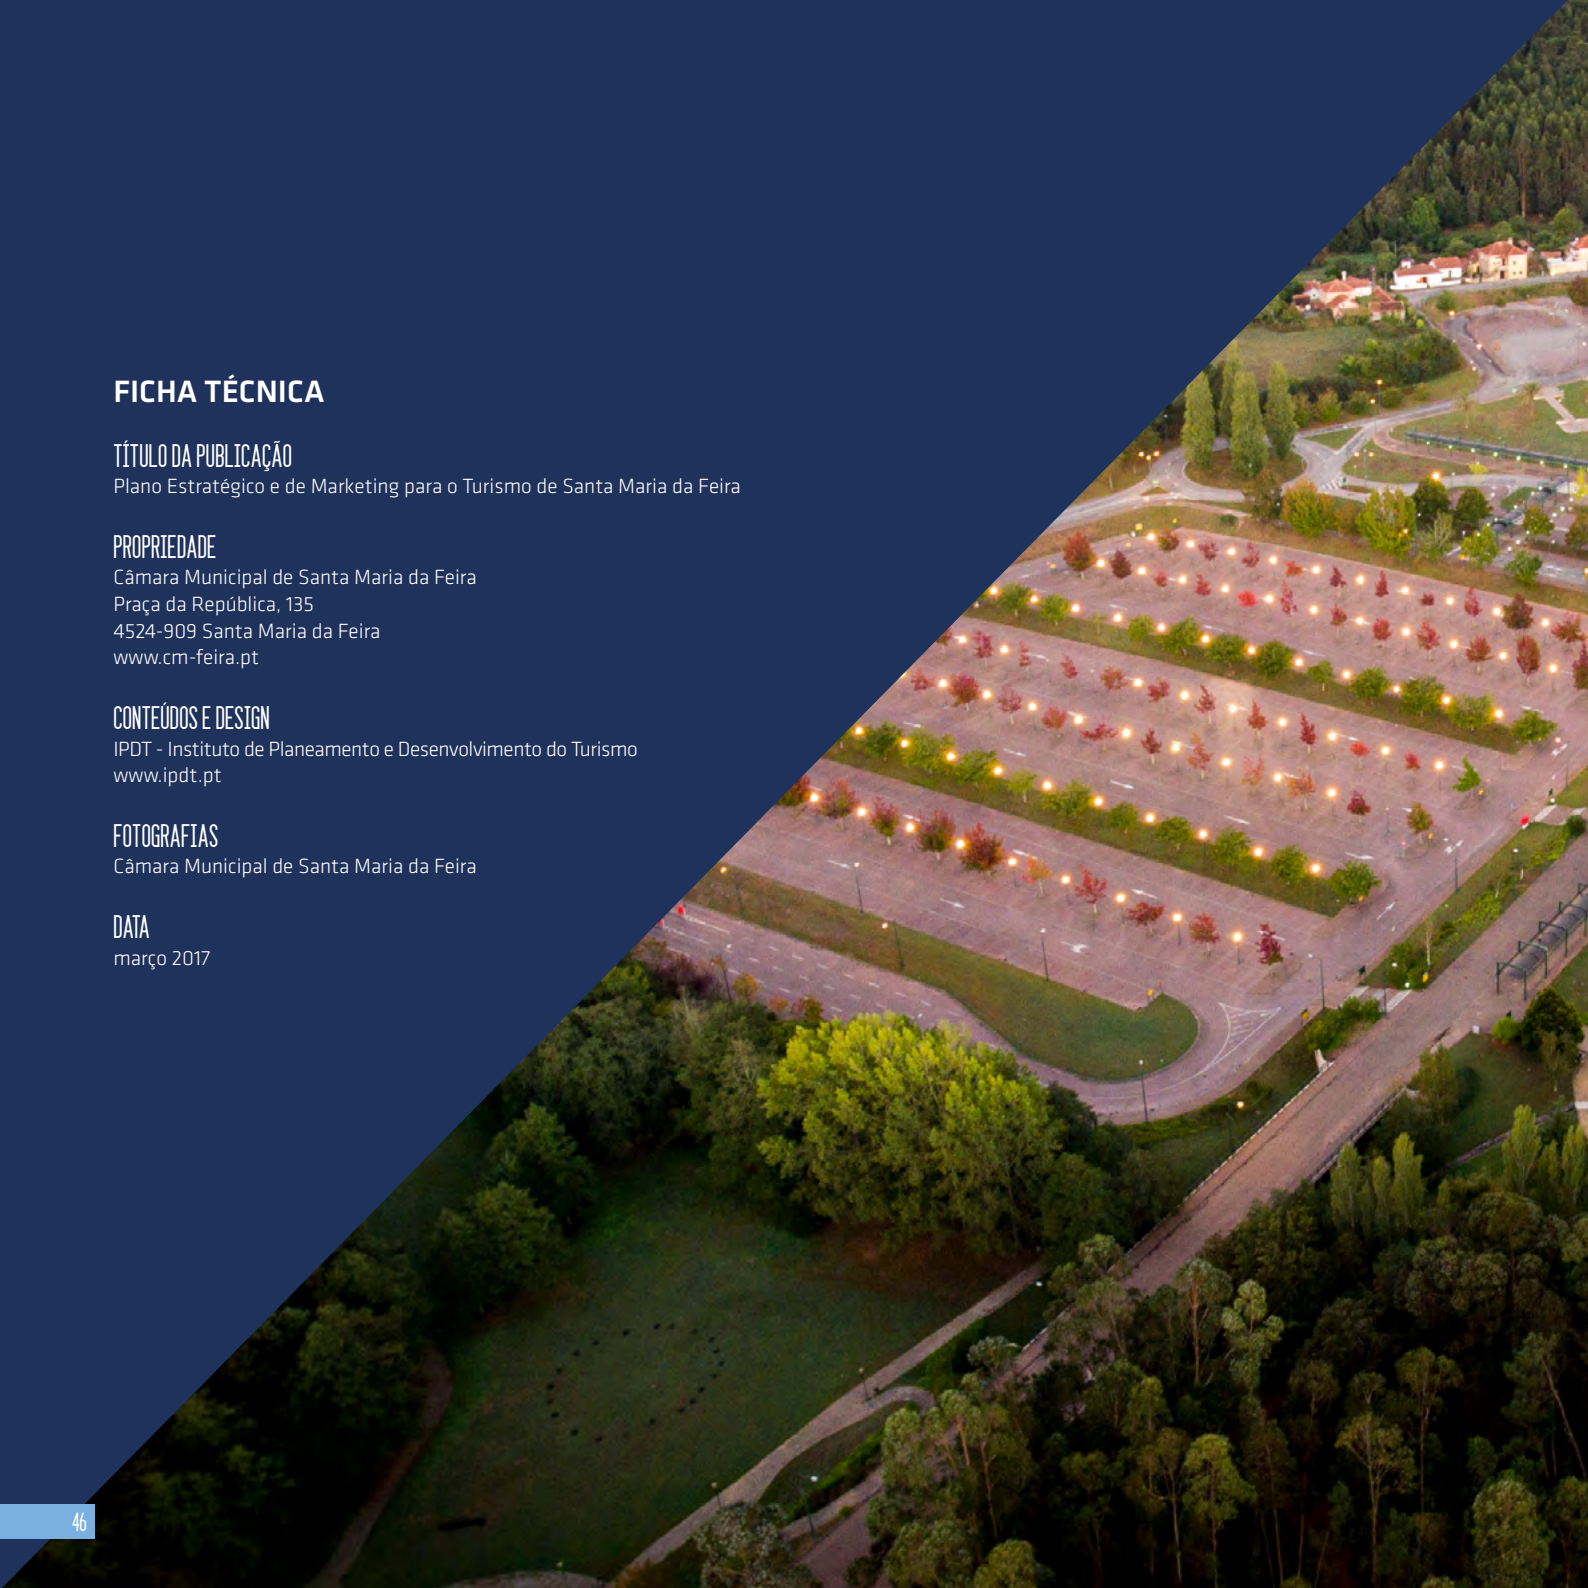 FICHA TÉCNICA
TÍTULO DA PUBLICAÇÃO
Plano Estratégico e de Marketing para o Turismo de Santa Maria da Feira
PROPRIEDADE
Câmara Municipal de Santa Maria da Feira
Praça da República, 135
4524-909 Santa Maria da Feira
www.cm-feira.pt
CONTEÚDOS E DESIGN
IPDT - Instituto de Planeamento e Desenvolvimento do Turismo
www.ipdt.pt
FOTOGRAFIAS
Câmara Municipal de Santa Maria da Feira
DATA
março 2017
46